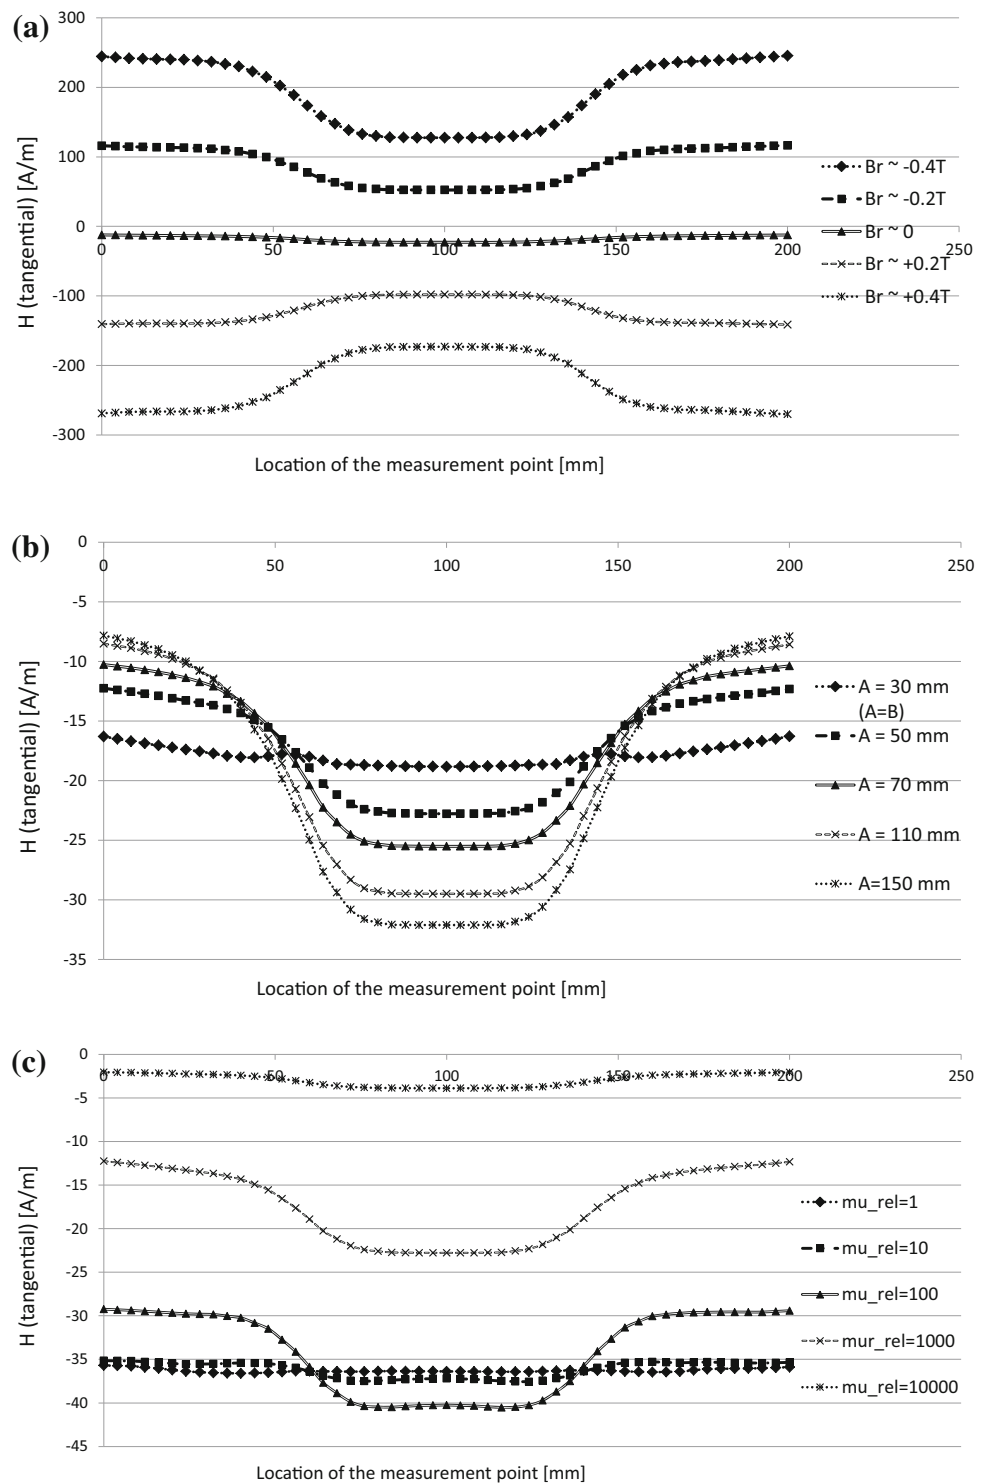 (a)
300
200
100
0
-100
-200
-300
H (tangential) [A/m]
50
100
150
200
250
Br ~ -0.4T
Br ~ -0.2T
Br ~ 0
Br ~ +0.2T
Br ~ +0.4T
Location of the measurement point [mm]
(b)
0
-5
-10
-15
-20
-25
-30
-35
H (tangential) [A/m]
0
50
100
150
200
250
A = 30 mm
(A=B)
A = 50 mm
A = 70 mm
A = 110 mm
A=150 mm
Location of the measurement point [mm]
(c)
0
-5
-10
-15
-20
-25
-30
-35
-40
-45
H (tangential) [A/m]
0
50
100
150
200
250
mu_rel=1
mu_rel=10
mu_rel=100
mur_rel=1000
mu_rel=10000
Location of the measurement point [mm]